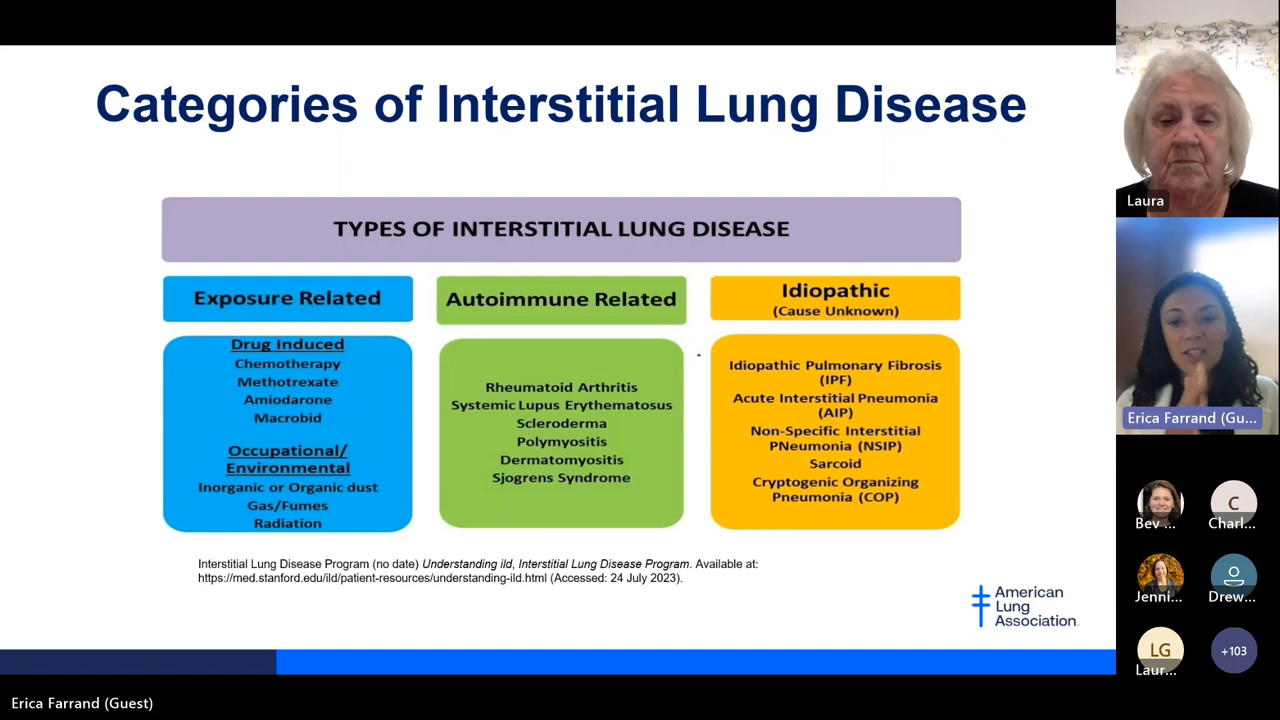 Categories of Interstitial Lung Disease
TYPES OF INTERSTITIAL LUNG DISEASE
Exposure Related
Drug Induced
Chemotherapy
Methotrexate
Amiodarone
Macrobid
Occupational/
Environmental
Inorganic or Organic dust
Gas/Fumes
Radiation
Autoimmune Related
Rheumatoid Arthritis
Systemic Lupus Erythematosus
Scleroderma
Polymyositis
Dermatomyositis
Sjogrens Syndrome
Idiopathic
(Cause Unknown)
Idiopathic Pulmonary Fibrosis
(IPF)
Acute Interstitial Pneumonia
(AIP)
Non-Specific Interstitial
PNeumonia (NSIP)
Sarcoid
Cryptogenic Organizing
Pneumonia (COP)
Interstitial Lung Disease Program (no date) Understanding ild, Interstitial Lung Disease Program. Available at:
https://med.stanford.edu/ild/patient-resources/understanding-ild.html (Accessed: 24 July 2023).
American
Lung
Association.
Laura
Erica Farrand (Gu...
Bev ...
C
Charl...
Jenni...
Drew...
LG
Laur...
+103
Erica Farrand (Guest)